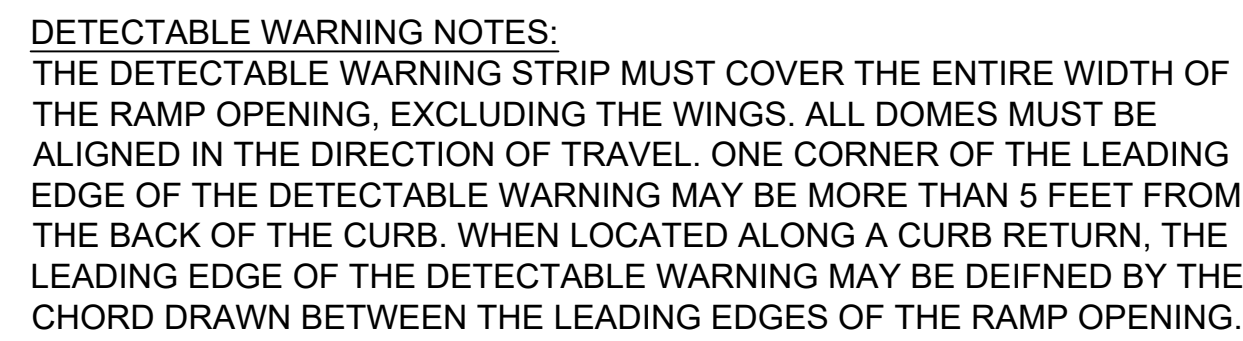 DETECTABLE WARNING NOTES:
THE DETECTABLE WARNING STRIP MUST COVER THE ENTIRE WIDTH OF
THE RAMP OPENING, EXCLUDING THE WINGS. ALL DOMES MUST BE
ALIGNED IN THE DIRECTION OF TRAVEL. ONE CORNER OF THE LEADING
EDGE OF THE DETECTABLE WARNING MAY BE MORE THAN 5 FEET FROM
THE BACK OF THE CURB. WHEN LOCATED ALONG A CURB RETURN, THE
LEADING EDGE OF THE DETECTABLE WARNING MAY BE DEIFNED BY THE
CHORD DRAWN BETWEEN THE LEADING EDGES OF THE RAMP OPENING.